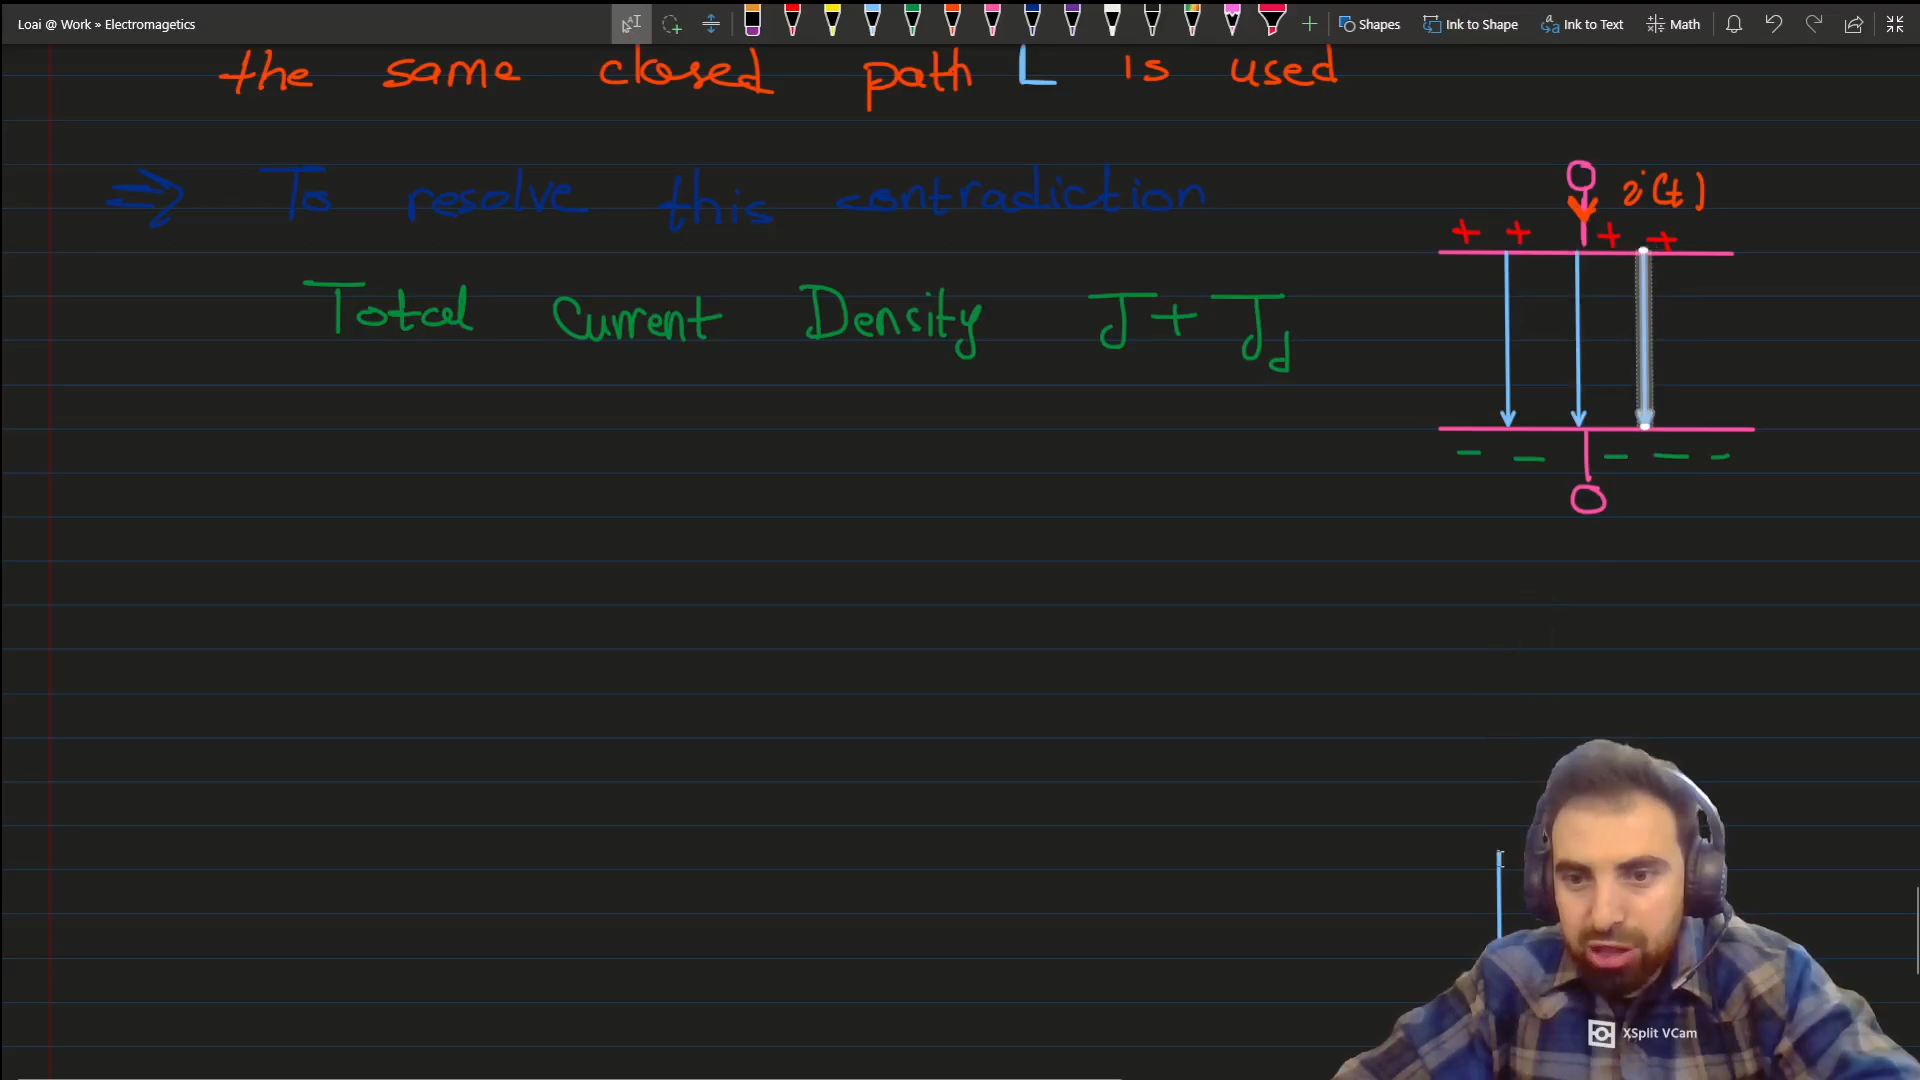 Loai @ Work » Electromagetics
Shapes
Ink to Shape
Ink to Text
Math
the same closed path L is used
⇒ To resolve this contradiction
Total Current Density J + J_d
i(t)
+ + + +
− − − − −
XSplit VCam